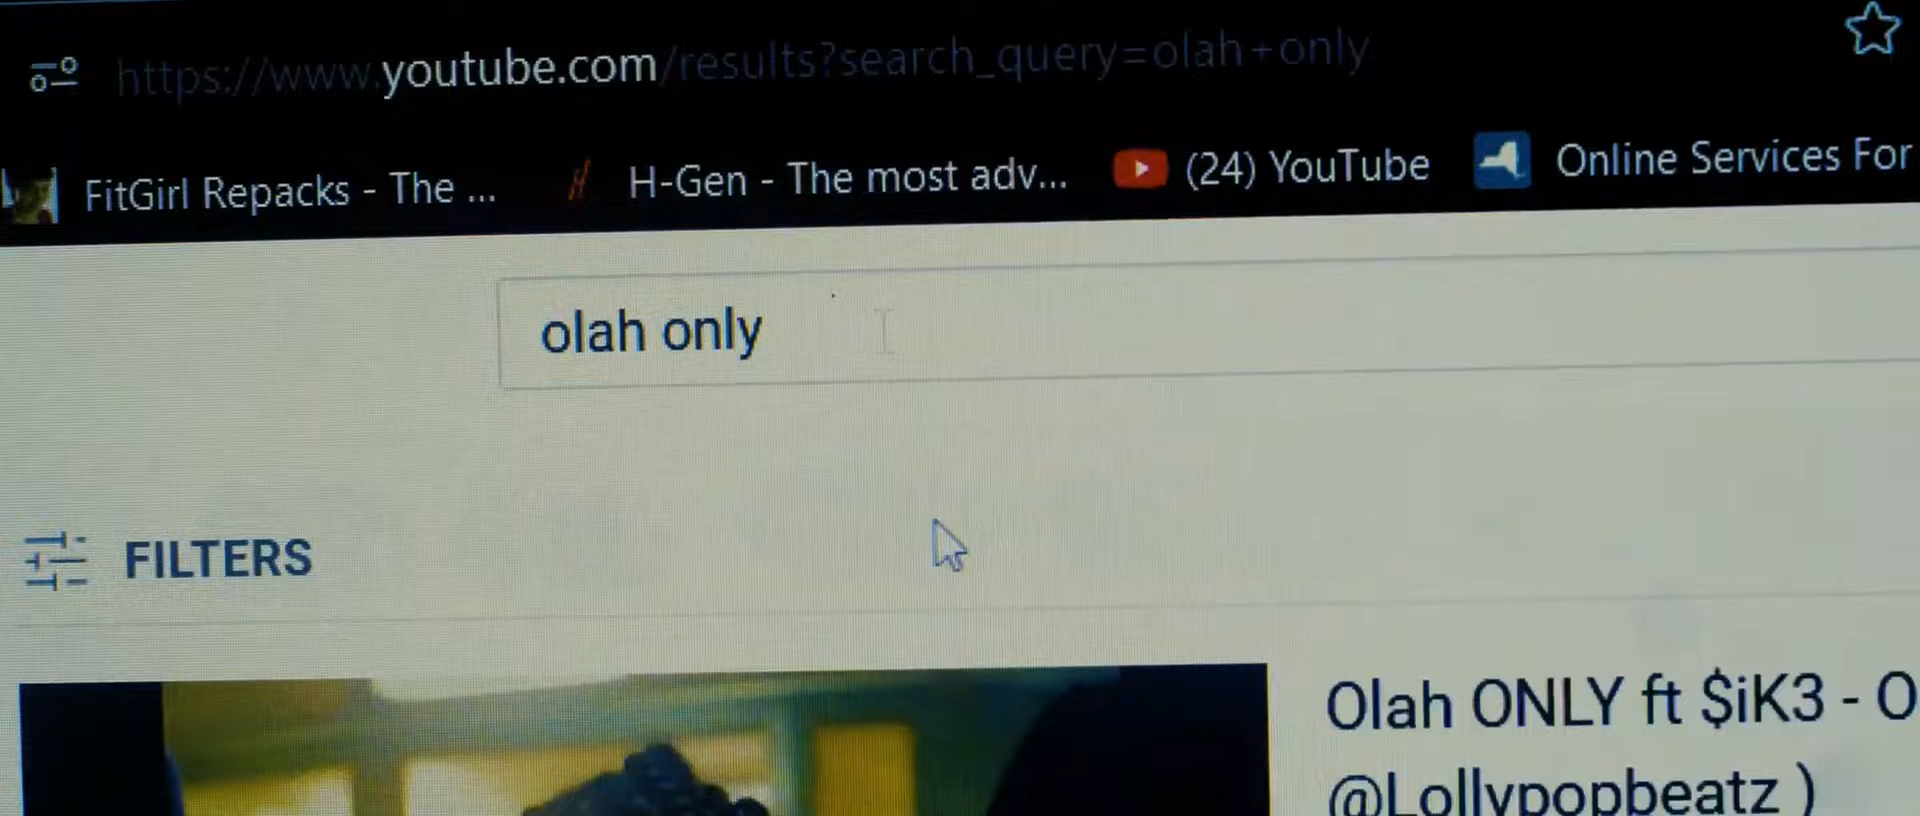 https://www.youtube.com/results?search_query=olah+only
FitGirl Repacks - The ...
H-Gen - The most adv...
(24) YouTube
Online Services For
olah only
FILTERS
Olah ONLY ft $iK3 - O
@Lollypopbeatz )